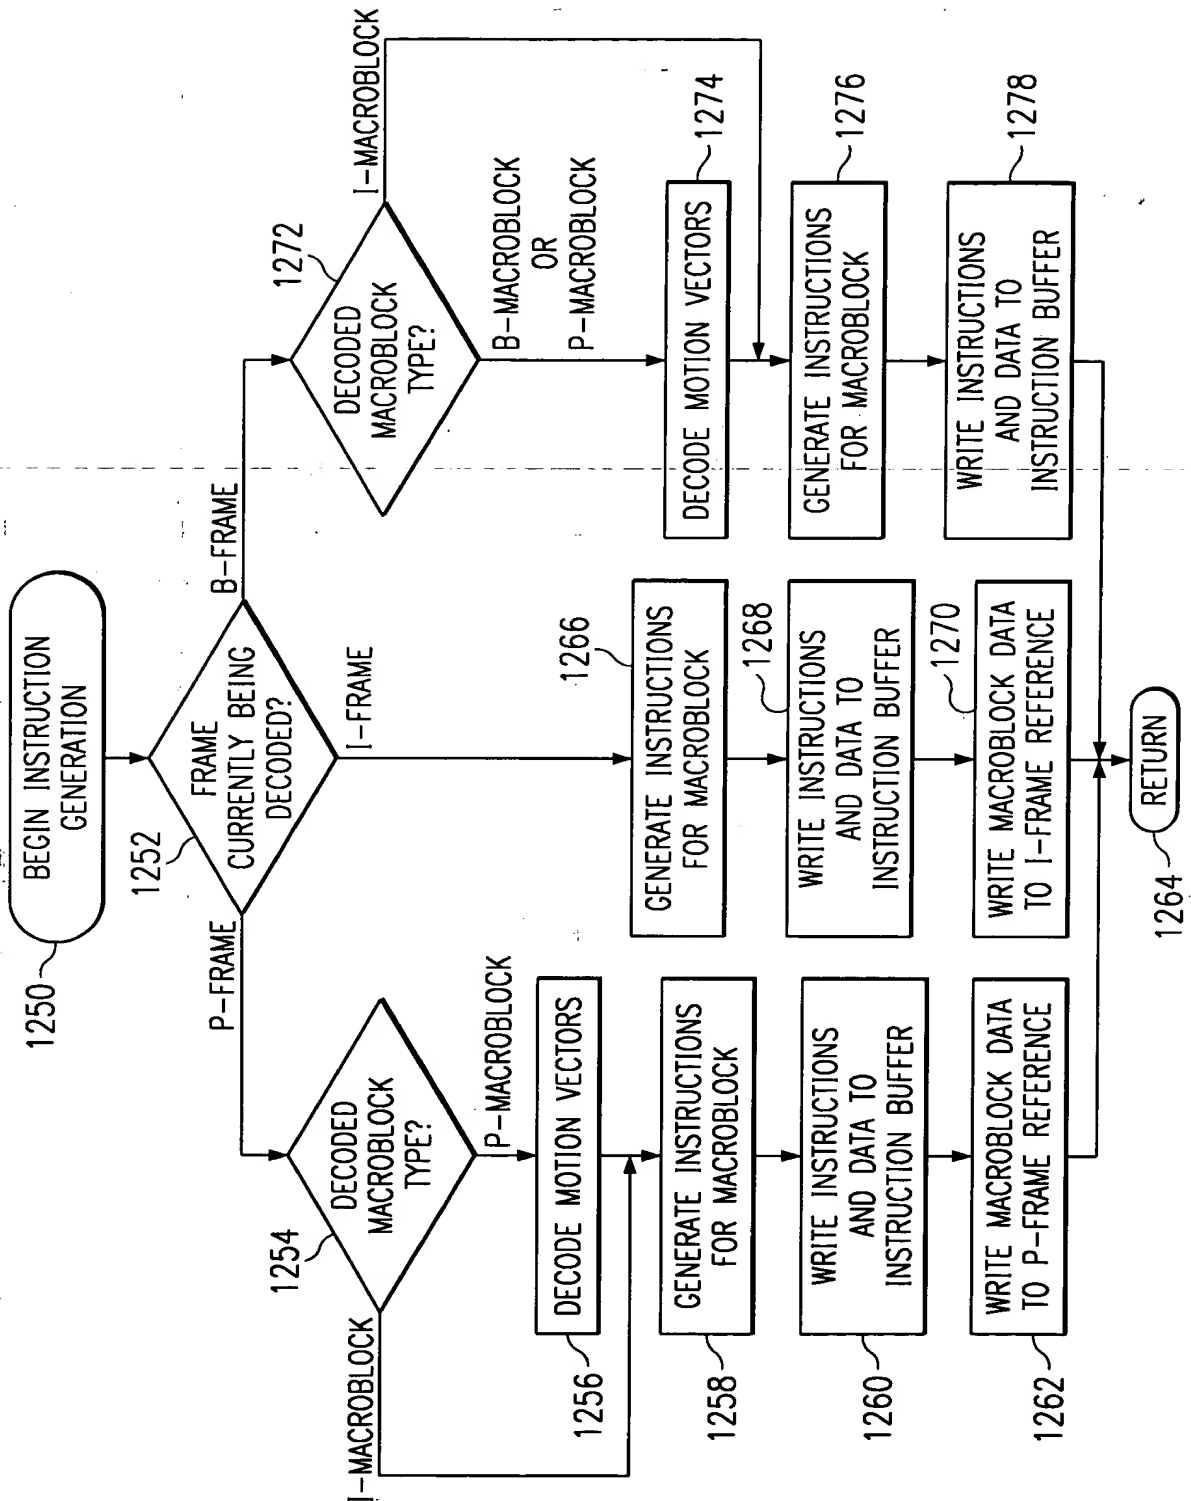 1250
BEGIN INSTRUCTION
GENERATION
1252
FRAME
CURRENTLY BEING
DECODED?
P-FRAME
I-FRAME
B-FRAME
1254
DECODED
MACROBLOCK
TYPE?
I-MACROBLOCK
P-MACROBLOCK
1256
DECODE MOTION VECTORS
1258
GENERATE INSTRUCTIONS
FOR MACROBLOCK
1260
WRITE INSTRUCTIONS
AND DATA TO
INSTRUCTION BUFFER
1262
WRITE MACROBLOCK DATA
TO P-FRAME REFERENCE
1266
GENERATE INSTRUCTIONS
FOR MACROBLOCK
1268
WRITE INSTRUCTIONS
AND DATA TO
INSTRUCTION BUFFER
1270
WRITE MACROBLOCK DATA
TO I-FRAME REFERENCE
1272
DECODED
MACROBLOCK
TYPE?
I-MACROBLOCK
B-MACROBLOCK
OR
P-MACROBLOCK
1274
DECODE MOTION VECTORS
1276
GENERATE INSTRUCTIONS
FOR MACROBLOCK
1278
WRITE INSTRUCTIONS
AND DATA TO
INSTRUCTION BUFFER
1264
RETURN